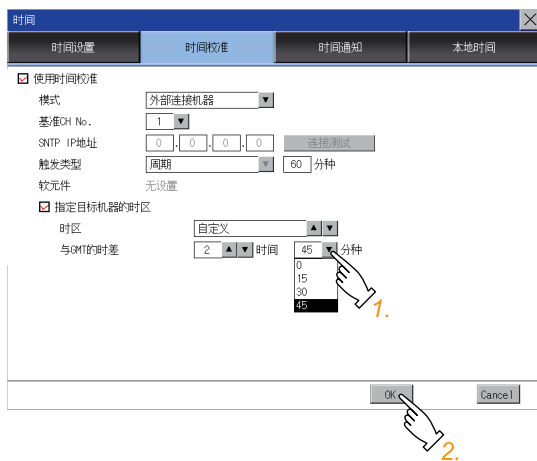 时间
时间设置 时间校准 时间通知 本地时间
使用时间校准
模式 外部连接机器
基准CH No. 1
SNTP IP地址 0 . 0 . 0 . 0 连接测试
触发类型 周期 60 分钟
软元件 无设置
指定目标机器的时区
时区 自定义
与GMT的时差 2 时间 45 分钟
0
15
30
45
1.
OK Cancel
2.